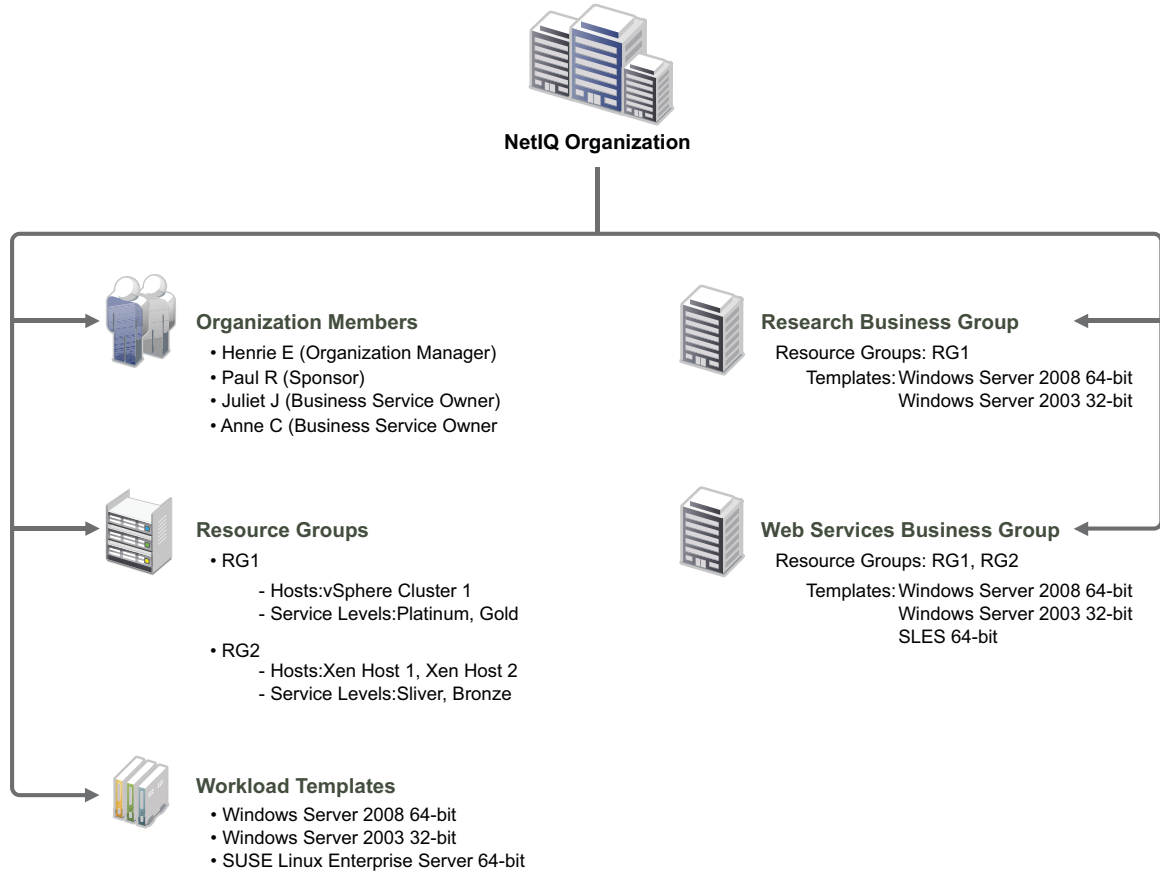 NetIQ Organization
Organization Members
• Henrie E (Organization Manager)
• Paul R (Sponsor)
• Juliet J (Business Service Owner)
• Anne C (Business Service Owner
Resource Groups
• RG1
- Hosts:vSphere Cluster 1
- Service Levels:Platinum, Gold
• RG2
- Hosts:Xen Host 1, Xen Host 2
- Service Levels:Sliver, Bronze
Workload Templates
• Windows Server 2008 64-bit
• Windows Server 2003 32-bit
• SUSE Linux Enterprise Server 64-bit
Research Business Group
Resource Groups: RG1
Templates: Windows Server 2008 64-bit
Windows Server 2003 32-bit
Web Services Business Group
Resource Groups: RG1, RG2
Templates: Windows Server 2008 64-bit
Windows Server 2003 32-bit
SLES 64-bit